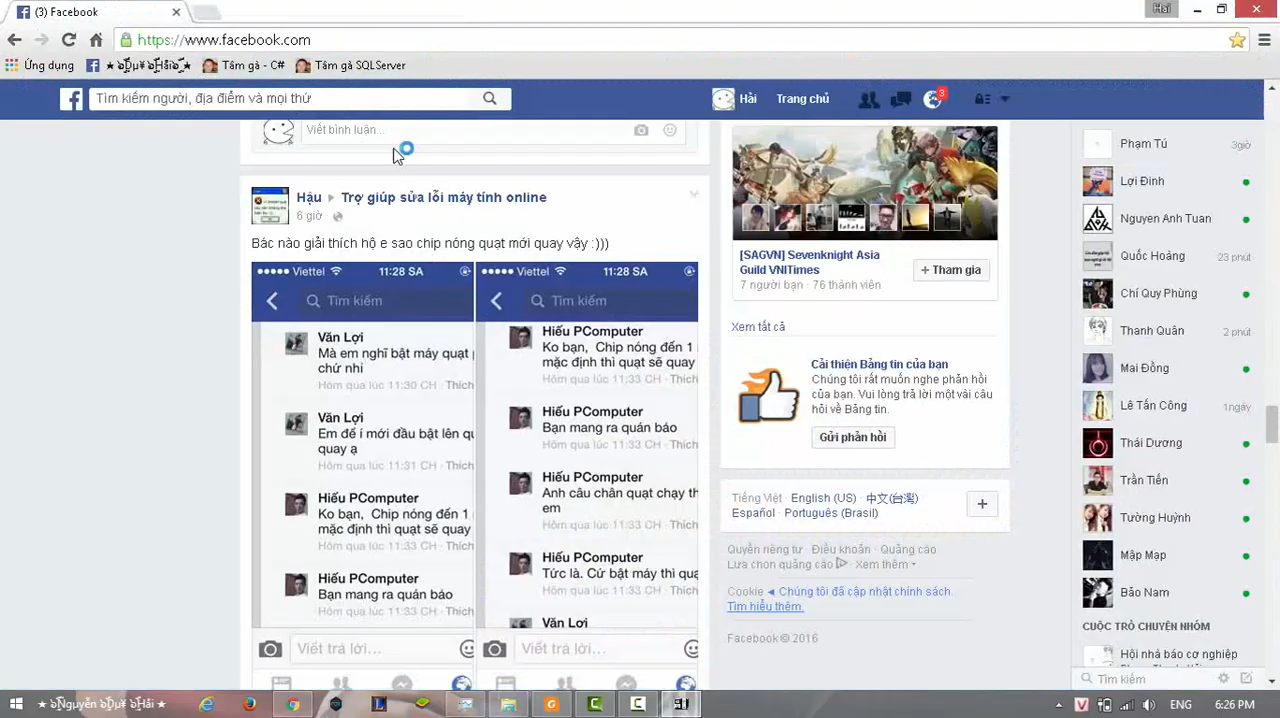 (3) Facebook
Hải
https://www.facebook.com
Ứng dụng
Tâm gà - C#
Tâm gà SQLServer
Tìm kiếm người, địa điểm và mọi thứ
Hải
Trang chủ
3
Viết bình luận...
Hậu ▸ Trợ giúp sửa lỗi máy tính online
6 giờ
Bác nào giải thích hộ e sao chip nóng quạt mới quay vậy :)))
Viettel 11:28 SA
Tìm kiếm
Văn Lợi
Mà em nghĩ bật máy quạt
chứ nhỉ
Hôm qua lúc 11:30 CH · Thích
Văn Lợi
Em để í mới đầu bật lên qu
quay ạ
Hôm qua lúc 11:31 CH · Thích
Hiếu PComputer
Ko bạn, Chip nóng đến 1
mặc định thì quạt sẽ quay
Hôm qua lúc 11:33 CH · Thích
Hiếu PComputer
Bạn mang ra quán bảo
Hôm qua lúc 11:33 CH · Thích
Viết trả lời...
Viettel 11:28 SA
Tìm kiếm
Hiếu PComputer
Ko bạn, Chip nóng đến 1
mặc định thì quạt sẽ quay
Hôm qua lúc 11:33 CH · Thích
Hiếu PComputer
Bạn mang ra quán bảo
Hôm qua lúc 11:33 CH · Thích
Hiếu PComputer
Anh câu chân quạt chạy th
em
Hôm qua lúc 11:33 CH · Thích
Hiếu PComputer
Tức là. Cứ bật máy thì quạ
Hôm qua lúc 11:33 CH · Thích
Văn Lợi
Viết trả lời...
[SAGVN] Sevenknight Asia
Guild VNITimes
7 người bạn · 76 thành viên
+ Tham gia
Xem tất cả
Cải thiện Bảng tin của bạn
Chúng tôi rất muốn nghe phản hồi
của bạn. Vui lòng trả lời một vài câu
hỏi về Bảng tin.
Gửi phản hồi
Tiếng Việt · English (US) · 中文(台灣) ·
Español · Português (Brasil)
Quyền riêng tư · Điều khoản · Quảng cáo ·
Lựa chọn quảng cáo · Xem thêm
Cookie ◄ Chúng tôi đã cập nhật chính sách.
Tìm hiểu thêm.
Facebook © 2016
Phạm Tú 3giờ
Lợi Đinh
Nguyen Anh Tuan
Quốc Hoàng 23 phút
Chí Quy Phùng
Thanh Quân 2 phút
Mai Đồng
Lê Tấn Công 1ngày
Thái Dương
Trần Tiến
Tường Huỳnh
Mập Mạp
Bảo Nam
CUỘC TRÒ CHUYỆN NHÓM
Hội nhà báo cơ nghiệp
Tìm kiếm
ENG
6:26 PM